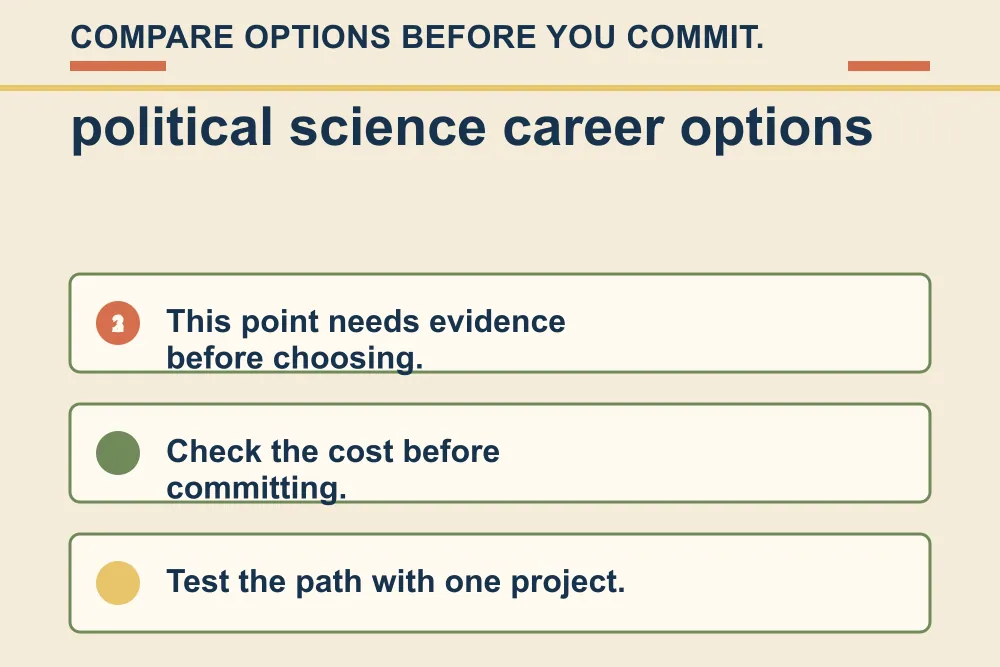 COMPARE OPTIONS BEFORE YOU COMMIT.
political science career options
This point needs evidence
before choosing.
Check the cost before
committing.
Test the path with one project.